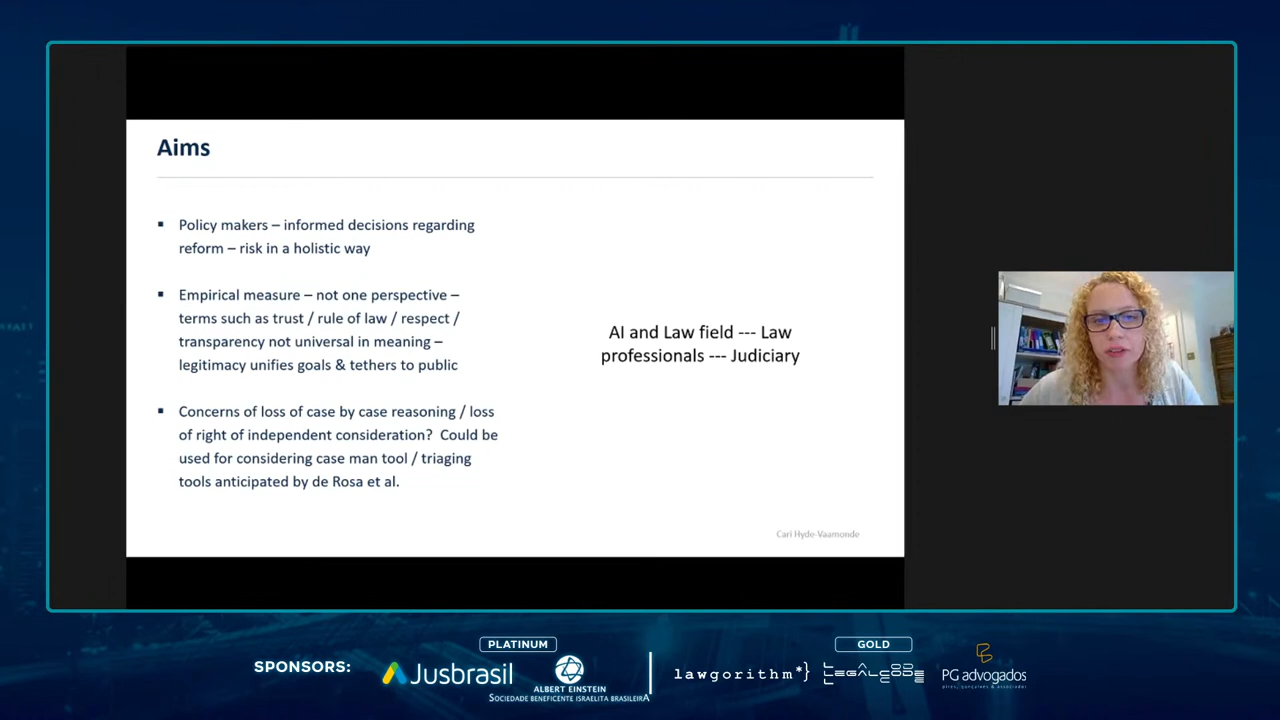 Aims
Policy makers – informed decisions regarding
reform – risk in a holistic way
Empirical measure – not one perspective –
terms such as trust / rule of law / respect /
transparency not universal in meaning –
legitimacy unifies goals & tethers to public
Concerns of loss of case by case reasoning / loss
of right of independent consideration? Could be
used for considering case man tool / triaging
tools anticipated by de Rosa et al.
AI and Law field --- Law
professionals --- Judiciary
Cari Hyde-Vaamonde
SPONSORS:
PLATINUM
Jusbrasil
ALBERT EINSTEIN
SOCIEDADE BENEFICENTE ISRAELITA BRASILEIRA
GOLD
lawgorithm*}
LEGALCODE
PG advogados